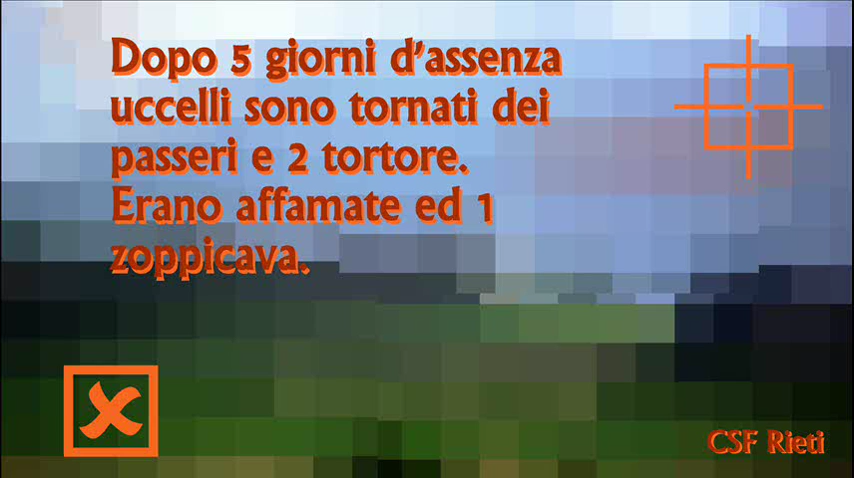 Dopo 5 giorni d'assenza
uccelli sono tornati dei
passeri e 2 tortore.
Erano affamate ed 1
zoppicava.
CSF Rieti